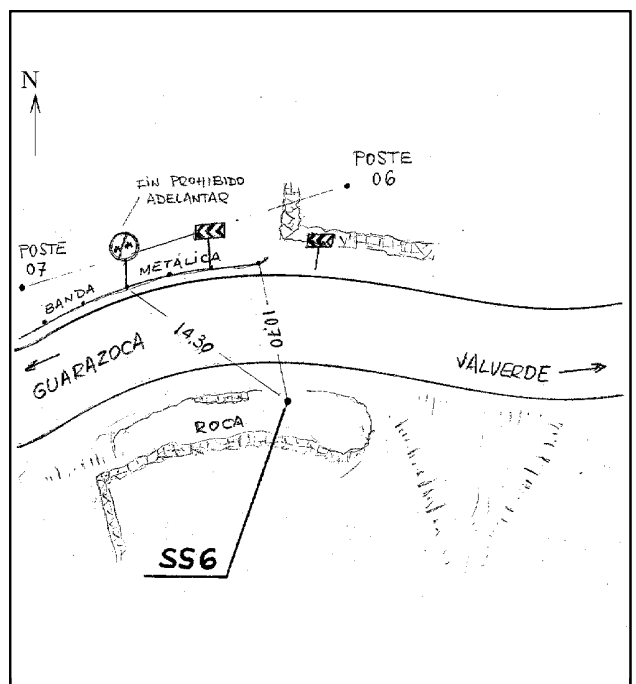 N
POSTE
06
FIN PROHIBIDO
ADELANTAR
POSTE
07
BANDA METÁLICA
14,30
10,70
GUARAZOCA
VALVERDE
ROCA
SS6